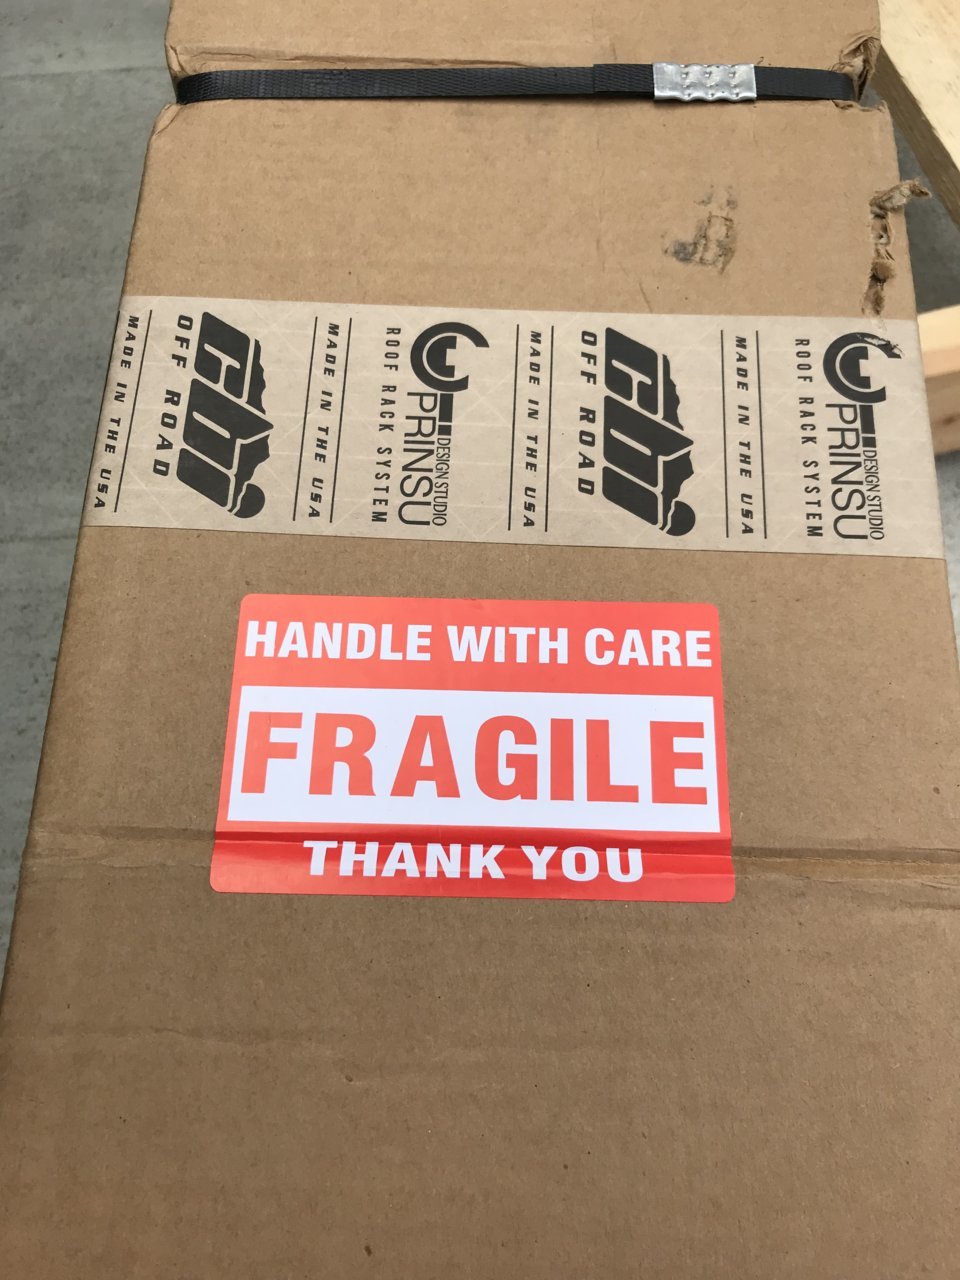 MADE IN THE USA
cbi
OFF ROAD
MADE IN THE USA
PRINSU
DESIGN STUDIO
ROOF RACK SYSTEM
MADE IN THE USA
cbi
OFF ROAD
MADE IN THE USA
PRINSU
DESIGN STUDIO
ROOF RACK SYSTEM
HANDLE WITH CARE
FRAGILE
THANK YOU